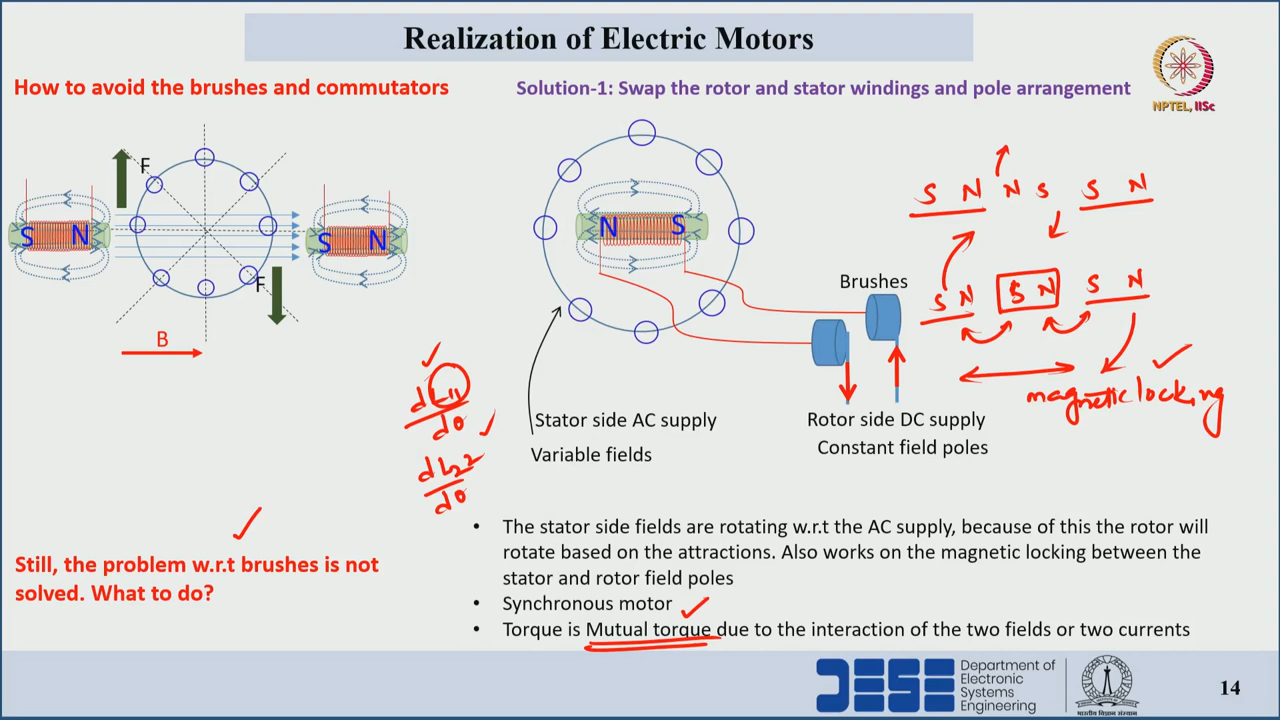 Realization of Electric Motors
How to avoid the brushes and commutators
Solution-1: Swap the rotor and stator windings and pole arrangement
NPTEL, IISc
F
S N
S N
F
B
N S
Brushes
S N N S S N
S N S N S N
magnetic locking
dL11
dθ
dL22
dθ
Stator side AC supply
Variable fields
Rotor side DC supply
Constant field poles
Still, the problem w.r.t brushes is not
solved. What to do?
• The stator side fields are rotating w.r.t the AC supply, because of this the rotor will
rotate based on the attractions. Also works on the magnetic locking between the
stator and rotor field poles
• Synchronous motor
• Torque is Mutual torque due to the interaction of the two fields or two currents
DESE
Department of
Electronic
Systems
Engineering
14